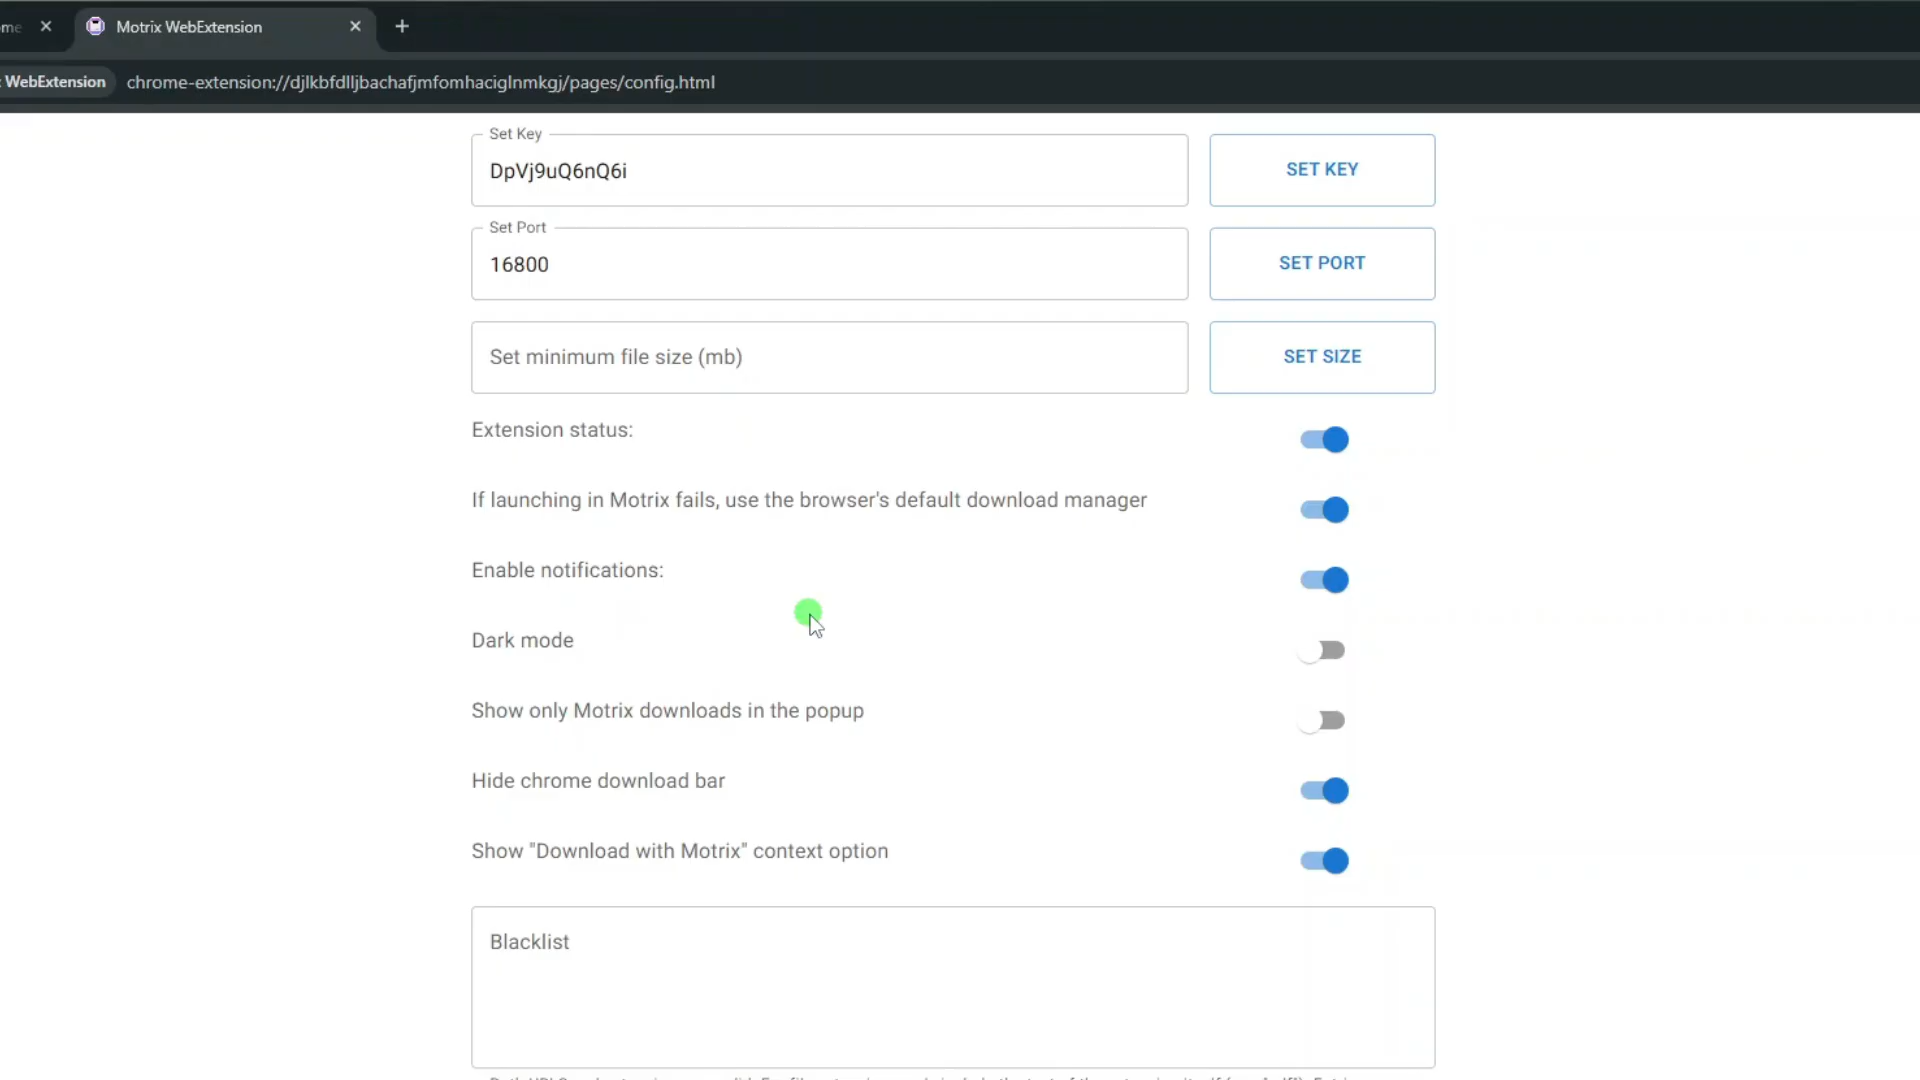 me
Motrix WebExtension
WebExtension
chrome-extension://djlkbfdlljbachafjmfomhaciglnmkgj/pages/config.html
Set Key
DpVj9uQ6nQ6i
SET KEY
Set Port
16800
SET PORT
Set minimum file size (mb)
SET SIZE
Extension status:
If launching in Motrix fails, use the browser's default download manager
Enable notifications:
Dark mode
Show only Motrix downloads in the popup
Hide chrome download bar
Show "Download with Motrix" context option
Blacklist